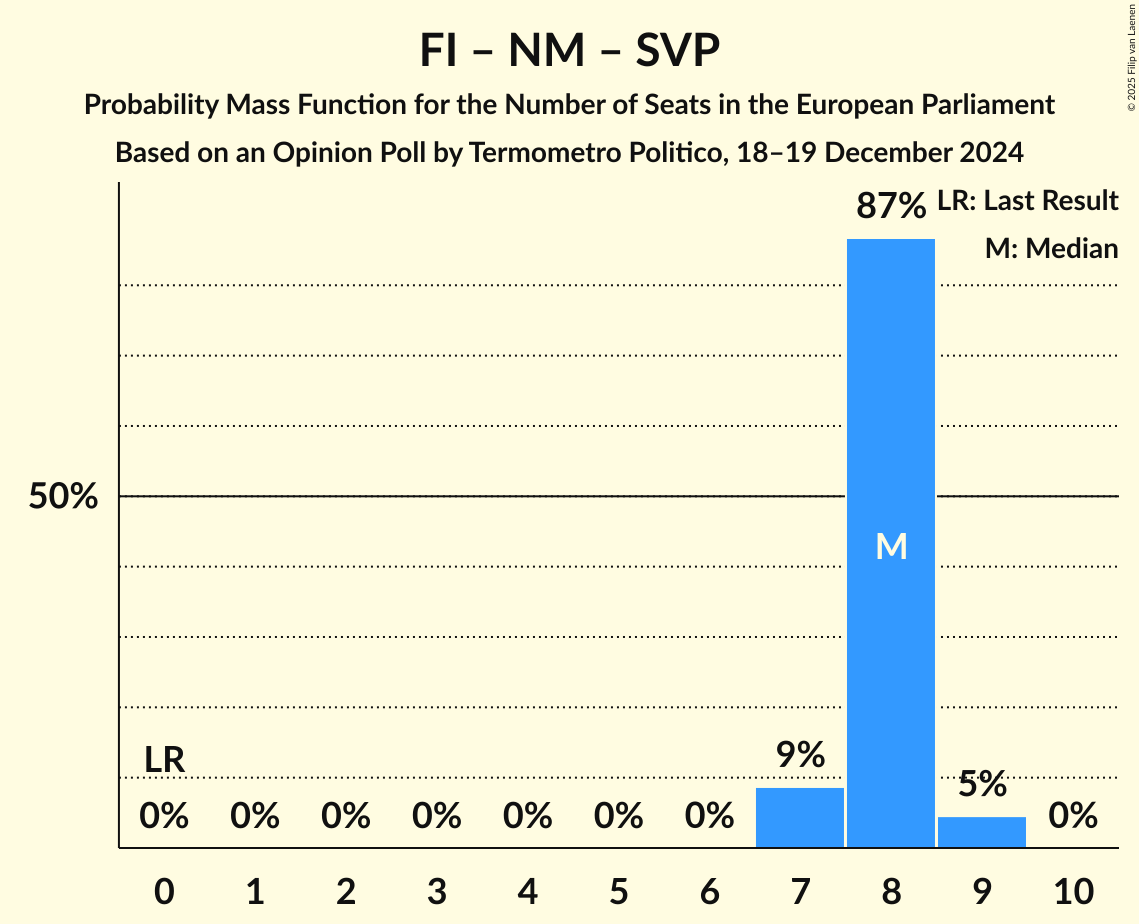 FI – NM – SVP
Probability Mass Function for the Number of Seats in the European Parliament
Based on an Opinion Poll by Termometro Politico, 18–19 December 2024
© 2025 Filip van Laenen
LR: Last Result
M: Median
87%
50%
M
LR
9%
5%
0% 0% 0% 0% 0% 0% 0% 0%
0 1 2 3 4 5 6 7 8 9 10